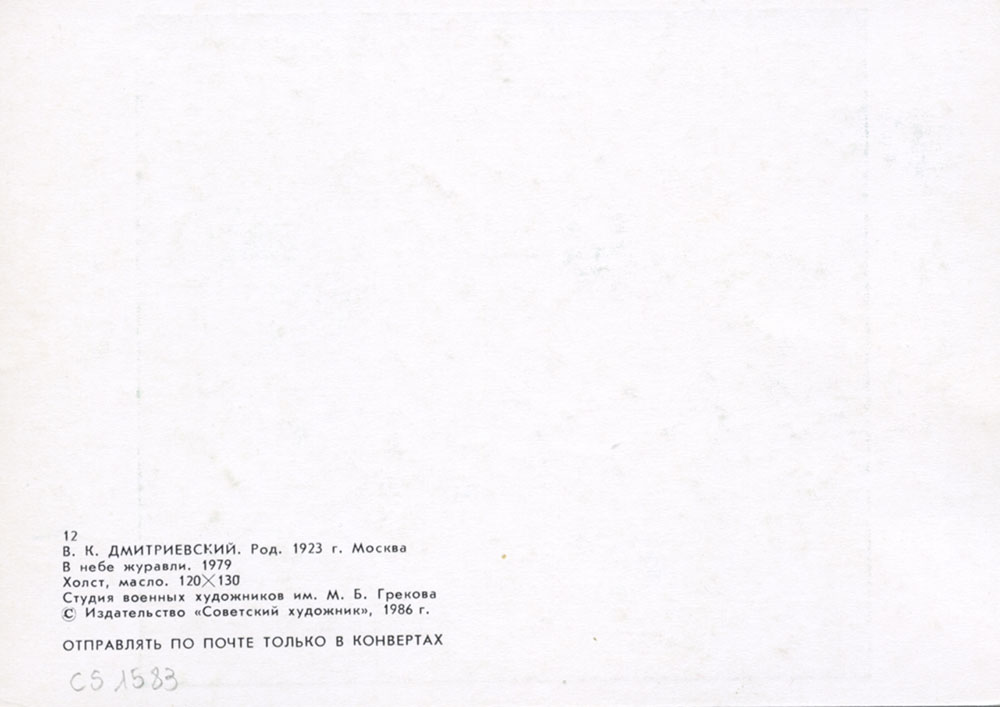 12
В. К. ДМИТРИЕВСКИЙ. Род. 1923 г. Москва
В небе журавли. 1979
Холст, масло. 120×130
Студия военных художников им. М. Б. Грекова
© Издательство «Советский художник», 1986 г.
ОТПРАВЛЯТЬ ПО ПОЧТЕ ТОЛЬКО В КОНВЕРТАХ
CS 1583